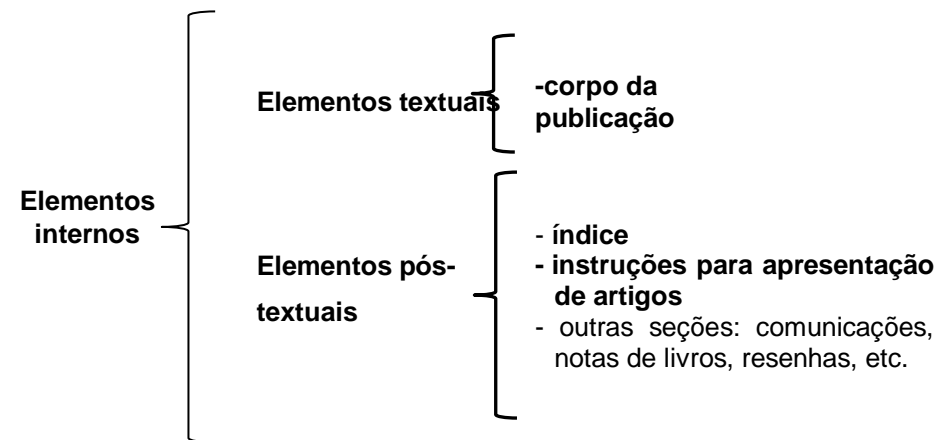 Elementos internos
Elementos textuais
-corpo da
publicação
Elementos pós-
textuais
- índice
- instruções para apresentação
de artigos
- outras seções: comunicações,
notas de livros, resenhas, etc.